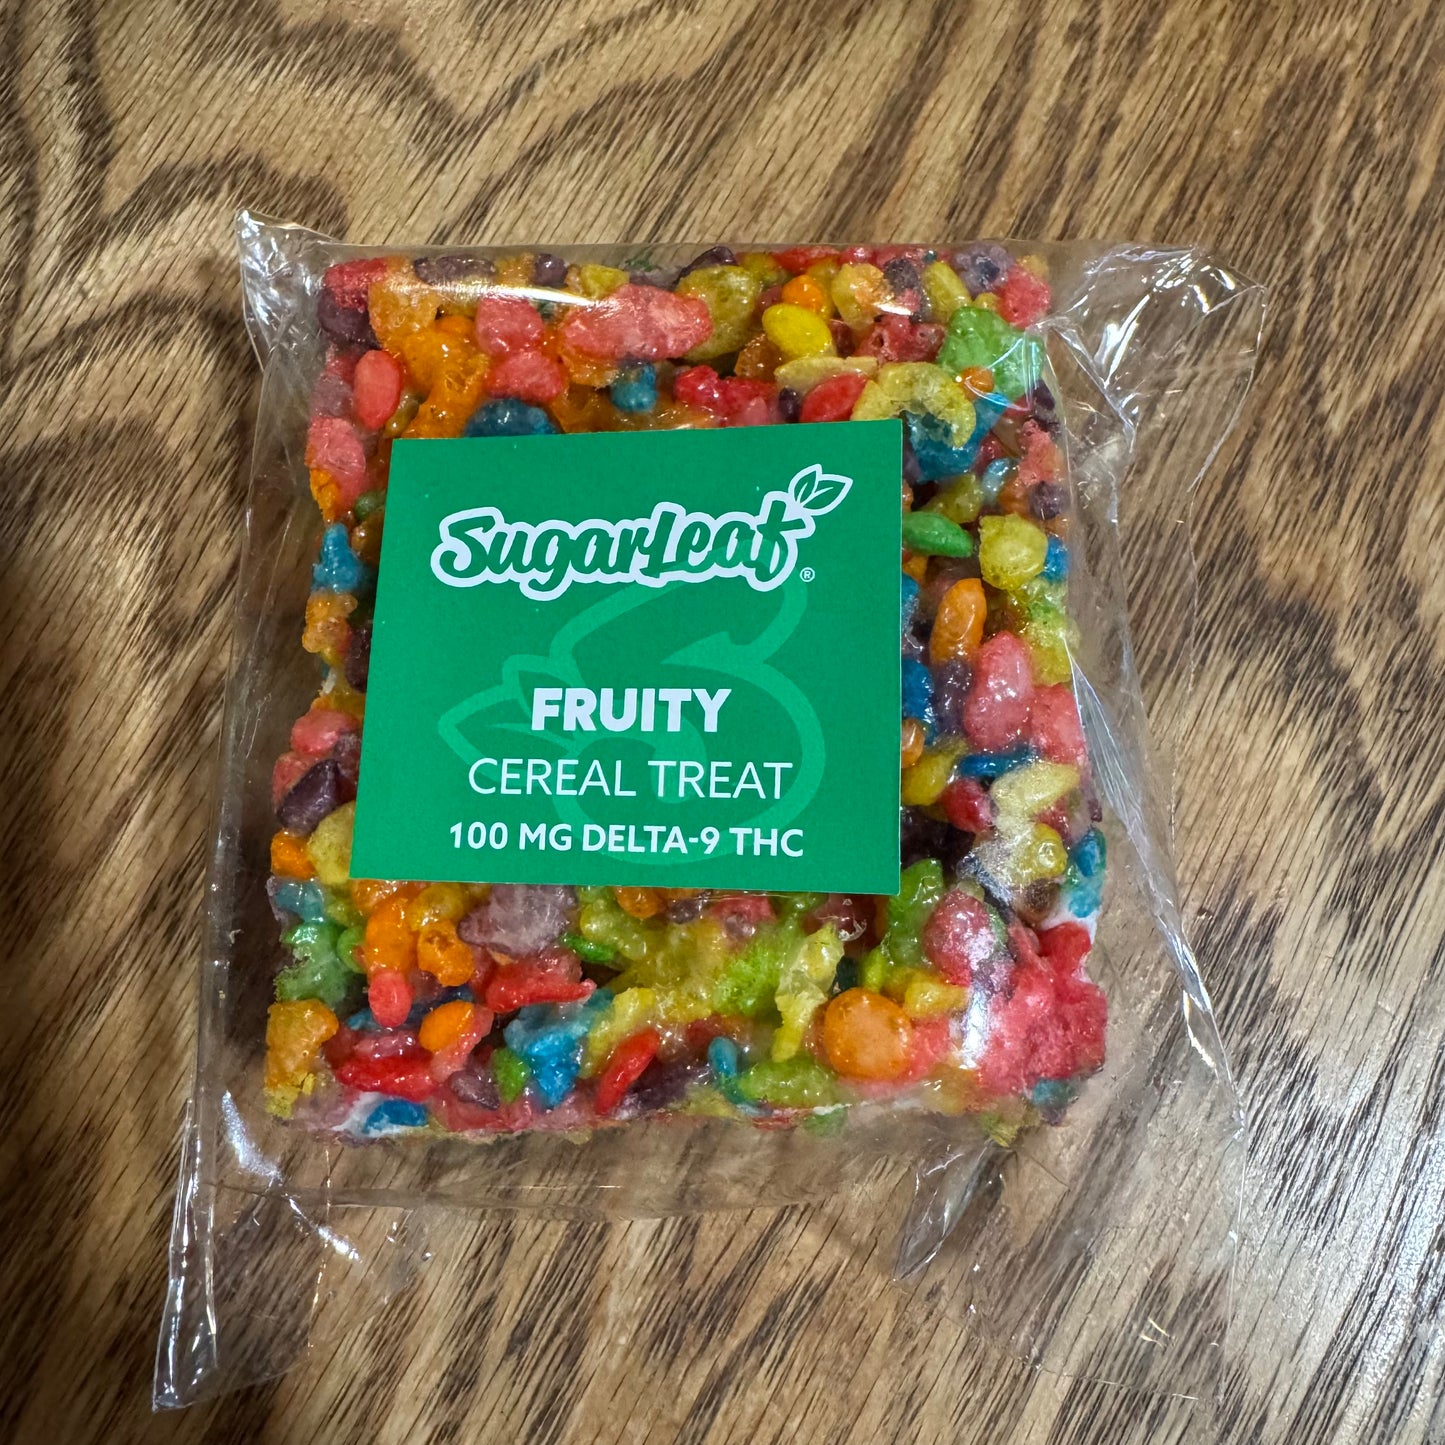 SugarLeaf®
FRUITY
CEREAL TREAT
100 MG DELTA-9 THC